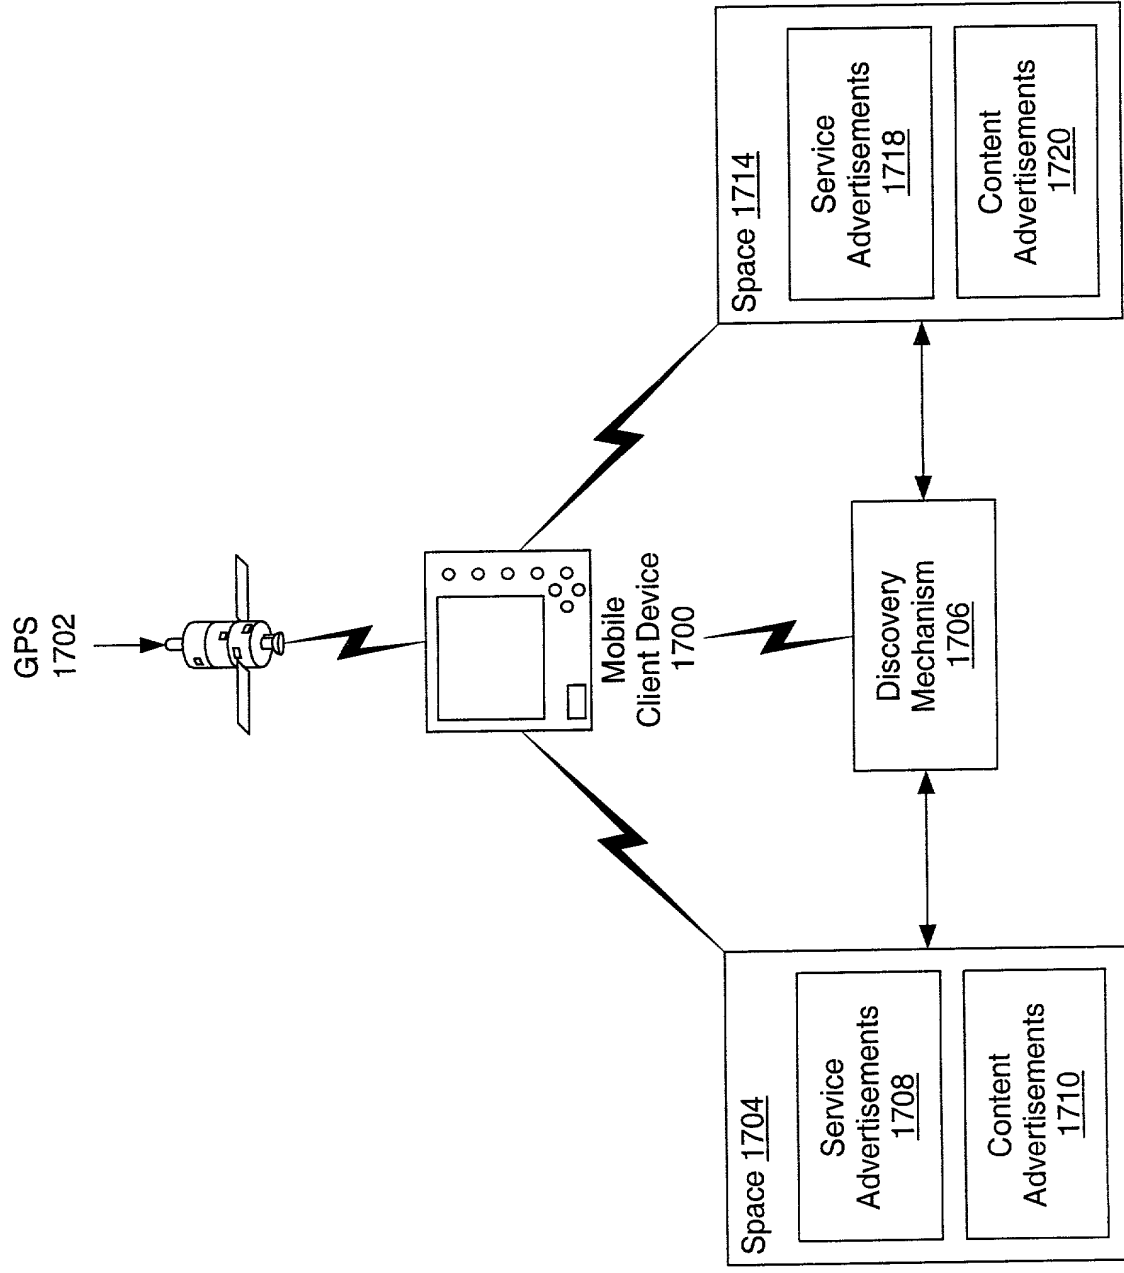 GPS
1702
Mobile
Client Device
1700
Space 1704
Service
Advertisements
1708
Content
Advertisements
1710
Discovery
Mechanism
1706
Space 1714
Service
Advertisements
1718
Content
Advertisements
1720